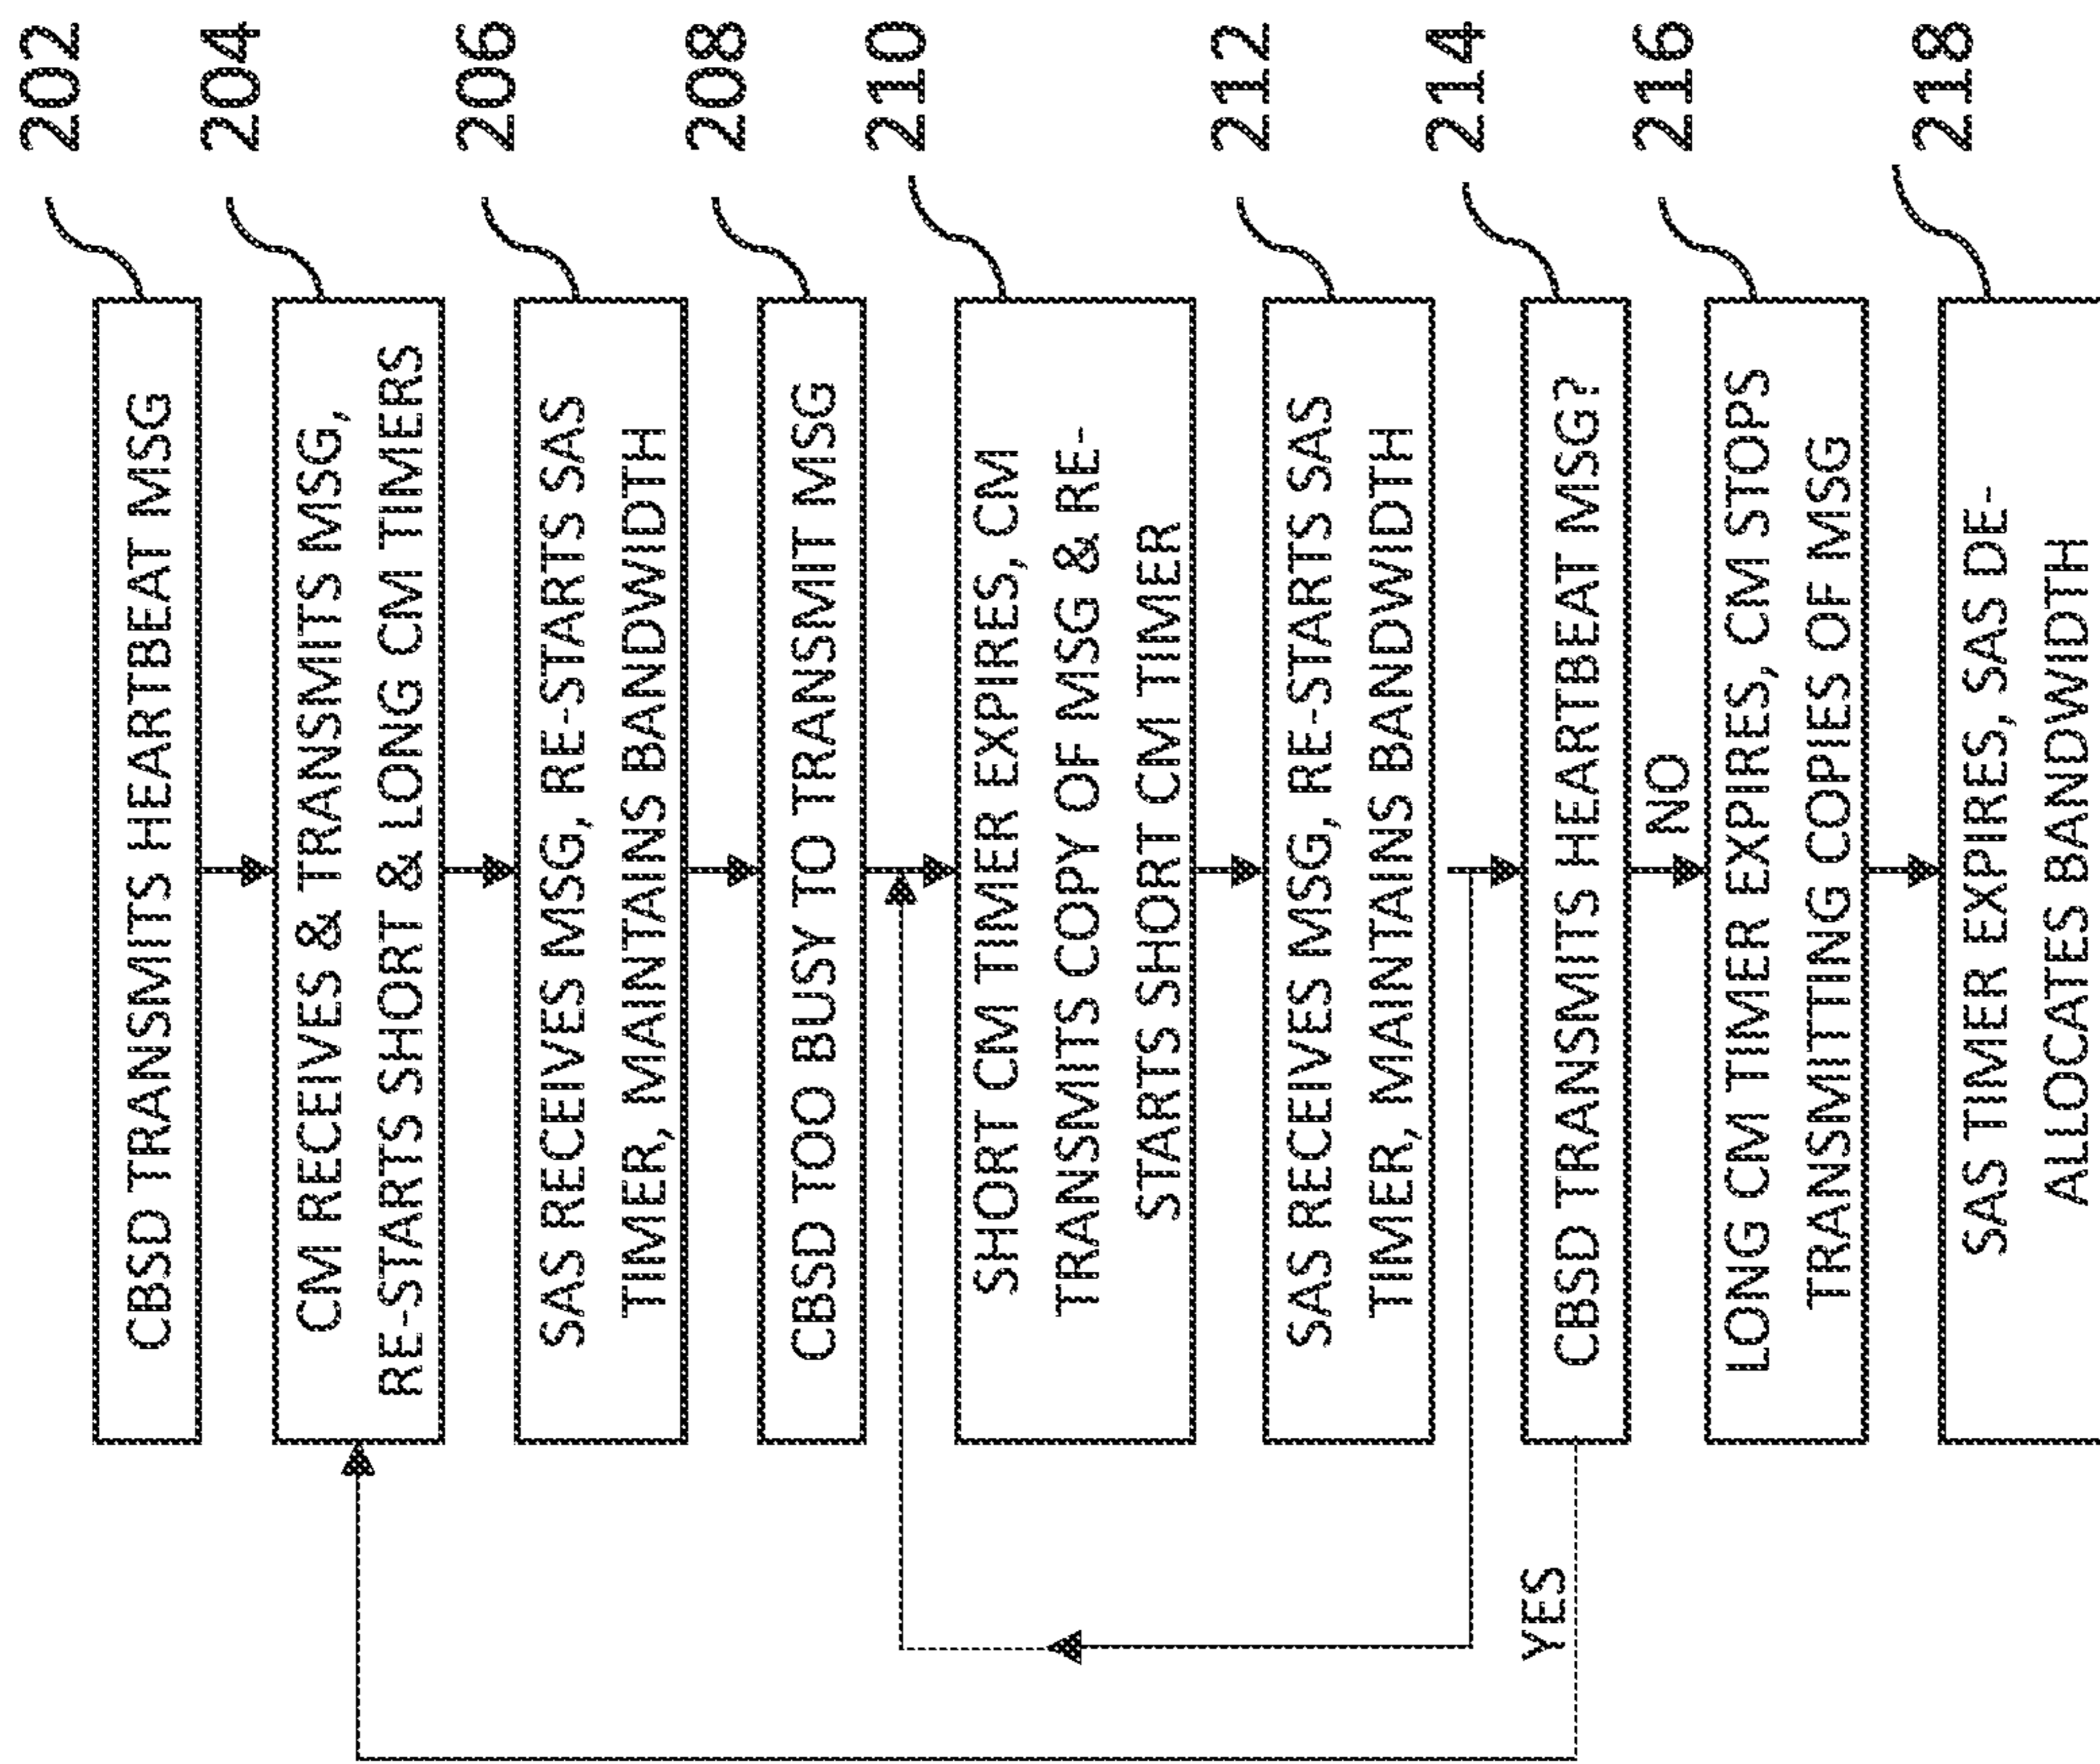 202
CBSD TRANSMITS HEARTBEAT MSG
204
CM RECEIVES & TRANSMITS MSG,
RE-STARTS SHORT & LONG CM TIMERS
206
SAS RECEIVES MSG, RE-STARTS SAS
TIMER, MAINTAINS BANDWIDTH
208
CBSD TOO BUSY TO TRANSMIT MSG
210
SHORT CM TIMER EXPIRES, CM
TRANSMITS COPY OF MSG & RE-
STARTS SHORT CM TIMER
212
SAS RECEIVES MSG, RE-STARTS SAS
TIMER, MAINTAINS BANDWIDTH
214
CBSD TRANSMITS HEARTBEAT MSG?
YES
NO
216
LONG CM TIMER EXPIRES, CM STOPS
TRANSMITTING COPIES OF MSG
218
SAS TIMER EXPIRES, SAS DE-
ALLOCATES BANDWIDTH